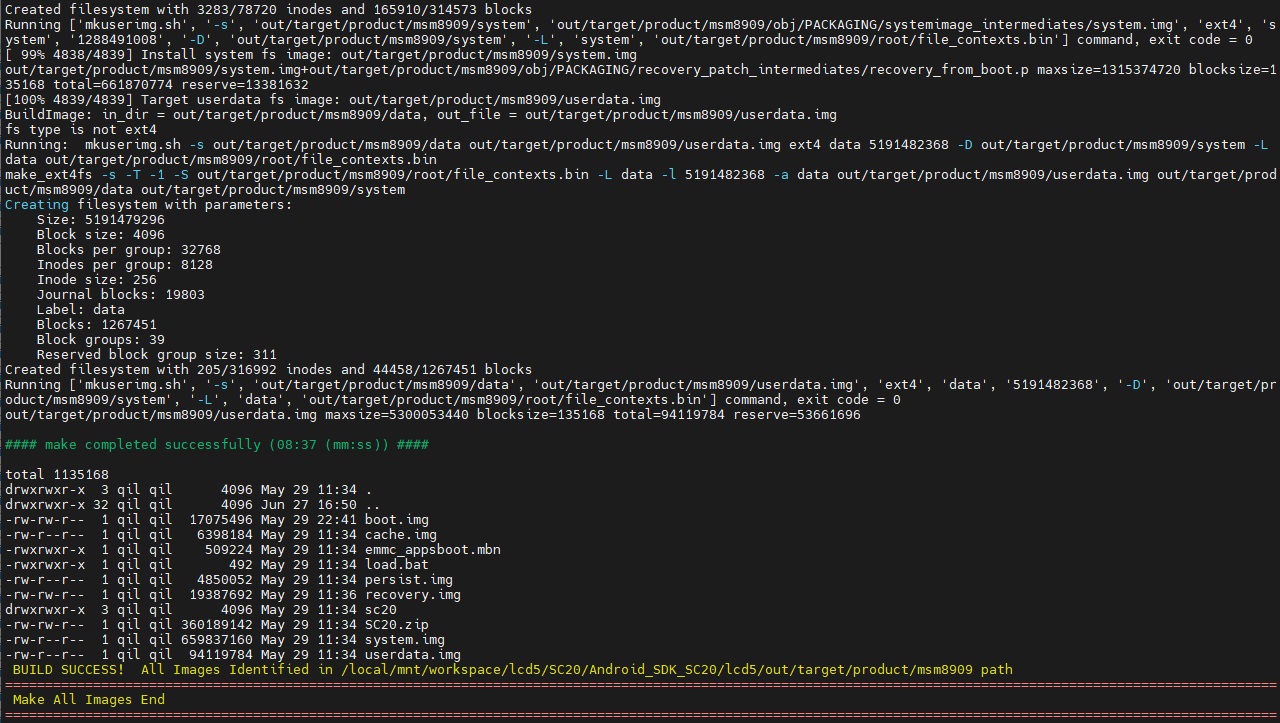 Created filesystem with 3283/78720 inodes and 165910/314573 blocks
Running ['mkuserimg.sh', '-s', 'out/target/product/msm8909/system', 'out/target/product/msm8909/obj/PACKAGING/systemimage_intermediates/system.img', 'ext4', 's
ystem', '1288491008', '-D', 'out/target/product/msm8909/system', '-L', 'system', 'out/target/product/msm8909/root/file_contexts.bin'] command, exit code = 0
[ 99% 4838/4839] Install system fs image: out/target/product/msm8909/system.img
out/target/product/msm8909/system.img+out/target/product/msm8909/obj/PACKAGING/recovery_patch_intermediates/recovery_from_boot.p maxsize=1315374720 blocksize=1
35168 total=661870774 reserve=13381632
[100% 4839/4839] Target userdata fs image: out/target/product/msm8909/userdata.img
BuildImage: in_dir = out/target/product/msm8909/data, out_file = out/target/product/msm8909/userdata.img
fs type is not ext4
Running:  mkuserimg.sh -s out/target/product/msm8909/data out/target/product/msm8909/userdata.img ext4 data 5191482368 -D out/target/product/msm8909/system -L
data out/target/product/msm8909/root/file_contexts.bin
make_ext4fs -s -T -1 -S out/target/product/msm8909/root/file_contexts.bin -L data -l 5191482368 -a data out/target/product/msm8909/userdata.img out/target/prod
uct/msm8909/data out/target/product/msm8909/system
Creating filesystem with parameters:
    Size: 5191479296
    Block size: 4096
    Blocks per group: 32768
    Inodes per group: 8128
    Inode size: 256
    Journal blocks: 19803
    Label: data
    Blocks: 1267451
    Block groups: 39
    Reserved block group size: 311
Created filesystem with 205/316992 inodes and 44458/1267451 blocks
Running ['mkuserimg.sh', '-s', 'out/target/product/msm8909/data', 'out/target/product/msm8909/userdata.img', 'ext4', 'data', '5191482368', '-D', 'out/target/pr
oduct/msm8909/system', '-L', 'data', 'out/target/product/msm8909/root/file_contexts.bin'] command, exit code = 0
out/target/product/msm8909/userdata.img maxsize=5300053440 blocksize=135168 total=94119784 reserve=53661696
#### make completed successfully (08:37 (mm:ss)) ####
total 1135168
drwxrwxr-x  3 qil qil      4096 May 29 11:34 .
drwxrwxr-x 32 qil qil      4096 Jun 27 16:50 ..
-rw-rw-r--  1 qil qil  17075496 May 29 22:41 boot.img
-rw-rw-r--  1 qil qil   6398184 May 29 11:34 cache.img
-rwxrwxr-x  1 qil qil    509224 May 29 11:34 emmc_appsboot.mbn
-rwxrwxr-x  1 qil qil       492 May 29 11:34 load.bat
-rw-r--r--  1 qil qil   4850052 May 29 11:34 persist.img
-rw-rw-r--  1 qil qil  19387692 May 29 11:36 recovery.img
drwxrwxr-x  3 qil qil      4096 May 29 11:34 sc20
-rw-rw-r--  1 qil qil 360189142 May 29 11:34 SC20.zip
-rw-r--r--  1 qil qil 659837160 May 29 11:34 system.img
-rw-r--r--  1 qil qil  94119784 May 29 11:34 userdata.img
 BUILD SUCCESS!  All Images Identified in /local/mnt/workspace/lcd5/SC20/Android_SDK_SC20/lcd5/out/target/product/msm8909 path
 Make All Images End